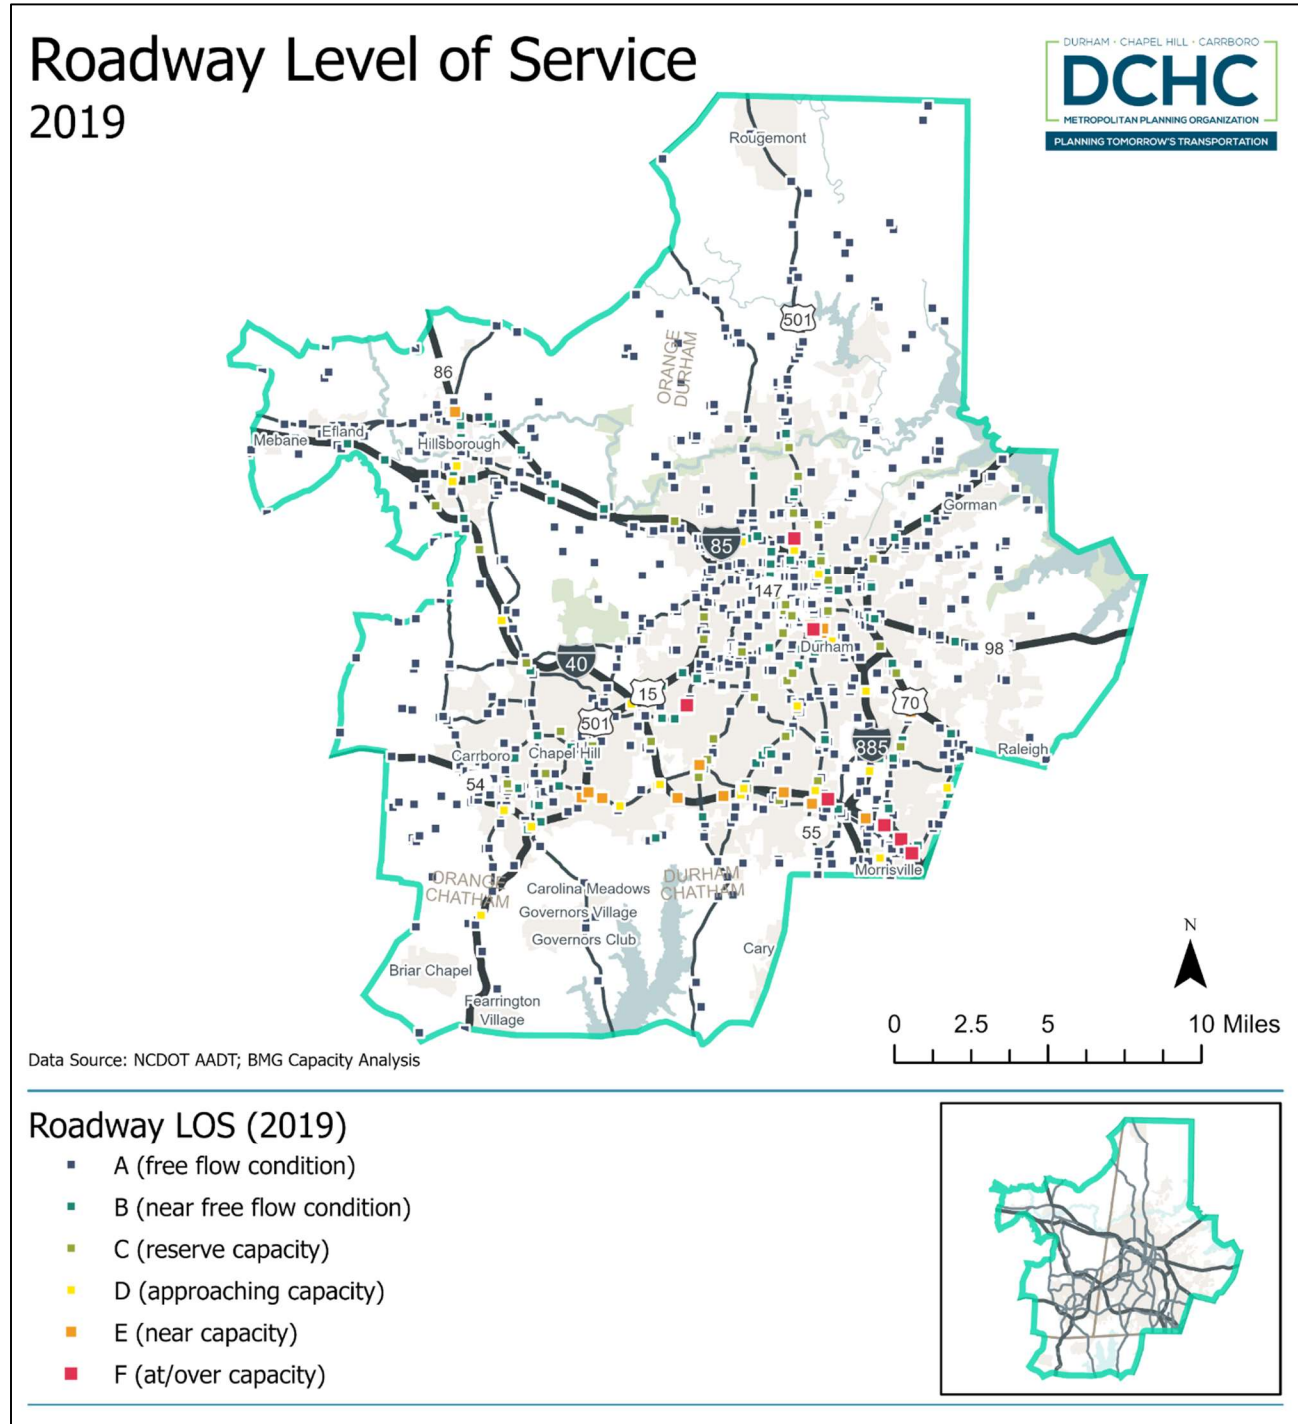 Roadway Level of Service
2019
DURHAM · CHAPEL HILL · CARRBORO
DCHC
METROPOLITAN PLANNING ORGANIZATION
PLANNING TOMORROW'S TRANSPORTATION
Rougemont
501
ORANGE
DURHAM
86
Mebane
Efland
Hillsborough
Gorman
85
147
Durham
98
40
15
501
70
885
Raleigh
Carrboro
Chapel Hill
54
55
Morrisville
ORANGE
CHATHAM
DURHAM
CHATHAM
Carolina Meadows
Governors Village
Governors Club
Cary
Briar Chapel
Fearrington
Village
N
0 2.5 5 10 Miles
Data Source: NCDOT AADT; BMG Capacity Analysis
Roadway LOS (2019)
A (free flow condition)
B (near free flow condition)
C (reserve capacity)
D (approaching capacity)
E (near capacity)
F (at/over capacity)